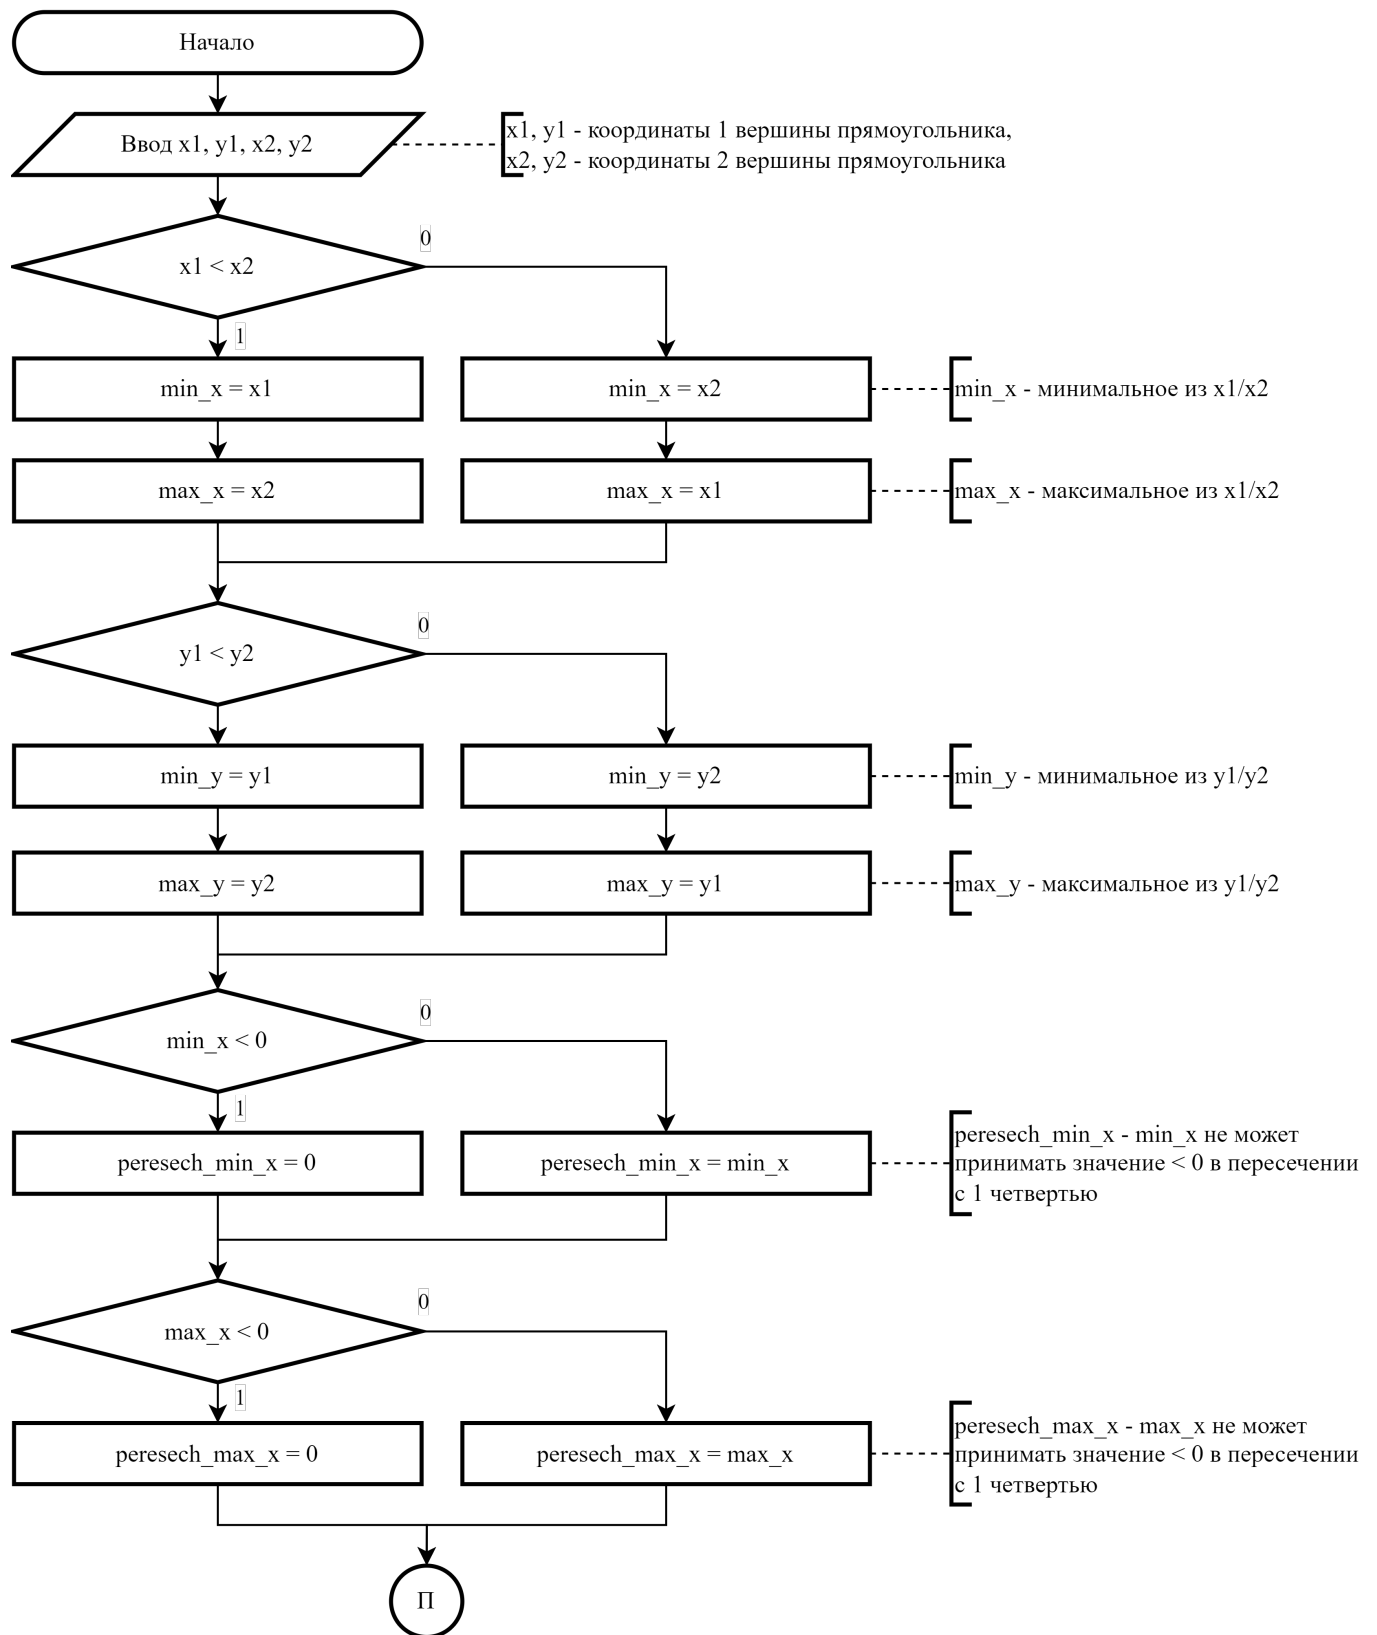 Начало
Ввод x1, y1, x2, y2
x1, y1 - координаты 1 вершины прямоугольника,
x2, y2 - координаты 2 вершины прямоугольника
0
x1 < x2
1
min_x = x1
min_x = x2
min_x - минимальное из x1/x2
max_x = x2
max_x = x1
max_x - максимальное из x1/x2
0
y1 < y2
min_y = y1
min_y = y2
min_y - минимальное из y1/y2
max_y = y2
max_y = y1
max_y - максимальное из y1/y2
0
min_x < 0
1
peresech_min_x = 0
peresech_min_x = min_x
peresech_min_x - min_x не может
принимать значение < 0 в пересечении
с 1 четвертью
0
max_x < 0
1
peresech_max_x = 0
peresech_max_x = max_x
peresech_max_x - max_x не может
принимать значение < 0 в пересечении
с 1 четвертью
П